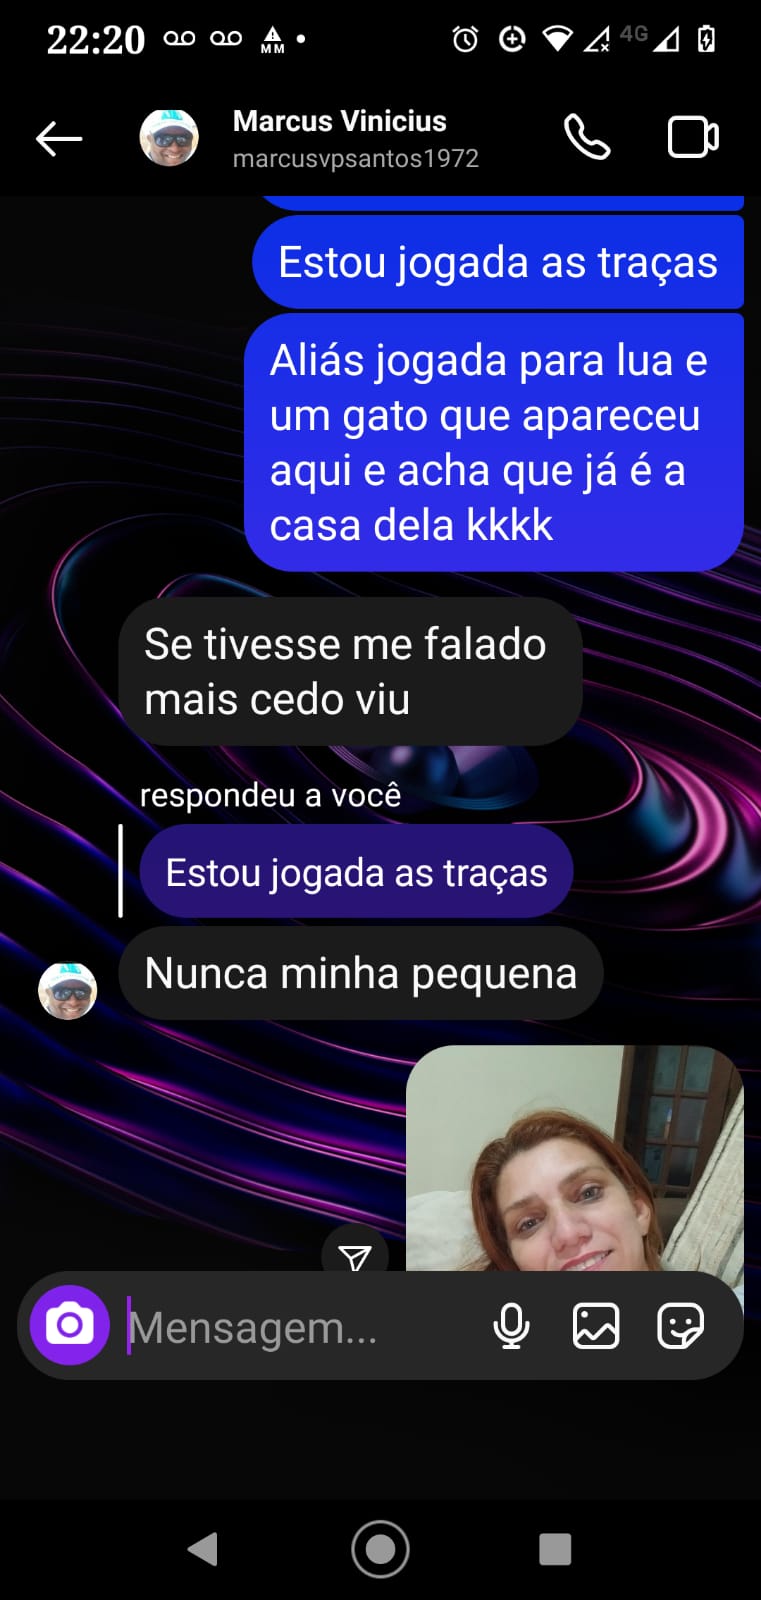 22:20
MM
4G
Marcus Vinicius
marcusvpsantos1972
Estou jogada as traças
Aliás jogada para lua e
um gato que apareceu
aqui e acha que já é a
casa dela kkkk
Se tivesse me falado
mais cedo viu
respondeu a você
Estou jogada as traças
Nunca minha pequena
Mensagem...